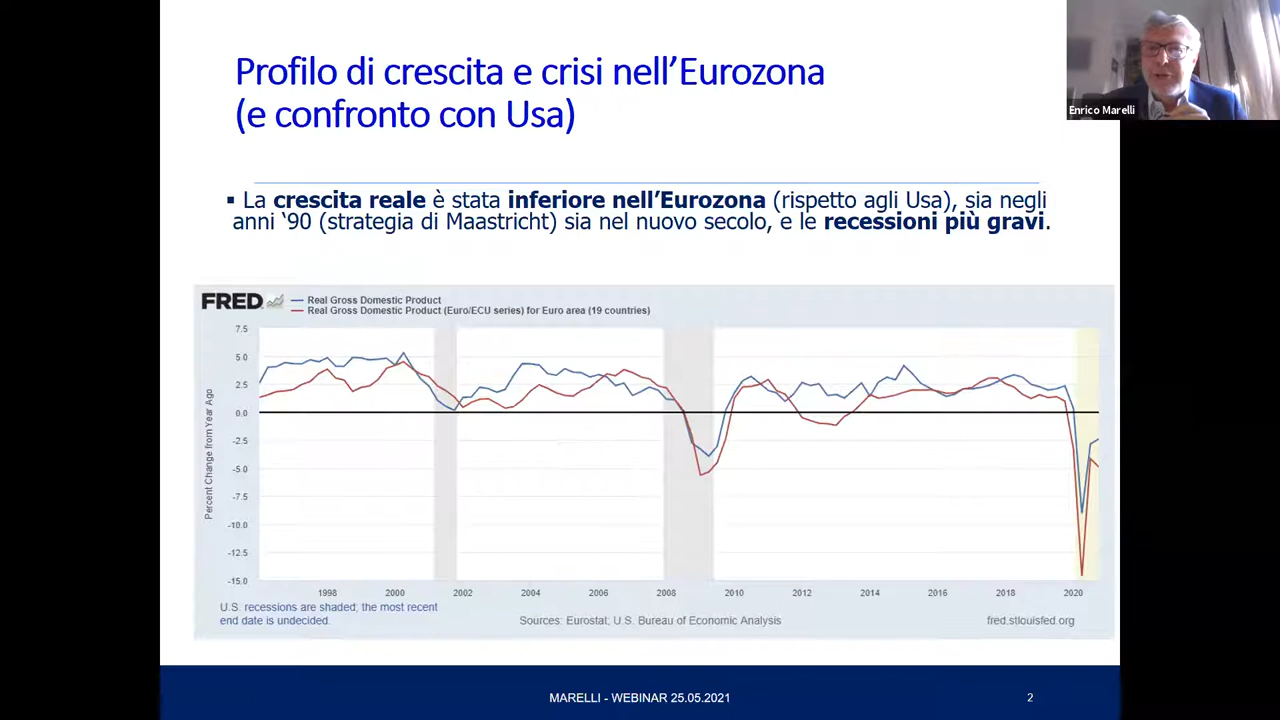 Profilo di crescita e crisi nell’Eurozona
(e confronto con Usa)
Enrico Marelli
▪ La crescita reale è stata inferiore nell’Eurozona (rispetto agli Usa), sia negli
anni ‘90 (strategia di Maastricht) sia nel nuovo secolo, e le recessioni più gravi.
FRED
Real Gross Domestic Product
Real Gross Domestic Product (Euro/ECU series) for Euro area (19 countries)
Percent Change from Year Ago
7.5
5.0
2.5
0.0
-2.5
-5.0
-7.5
-10.0
-12.5
-15.0
1998 2000 2002 2004 2006 2008 2010 2012 2014 2016 2018 2020
U.S. recessions are shaded; the most recent
end date is undecided.
Sources: Eurostat; U.S. Bureau of Economic Analysis
fred.stlouisfed.org
MARELLI - WEBINAR 25.05.2021
2